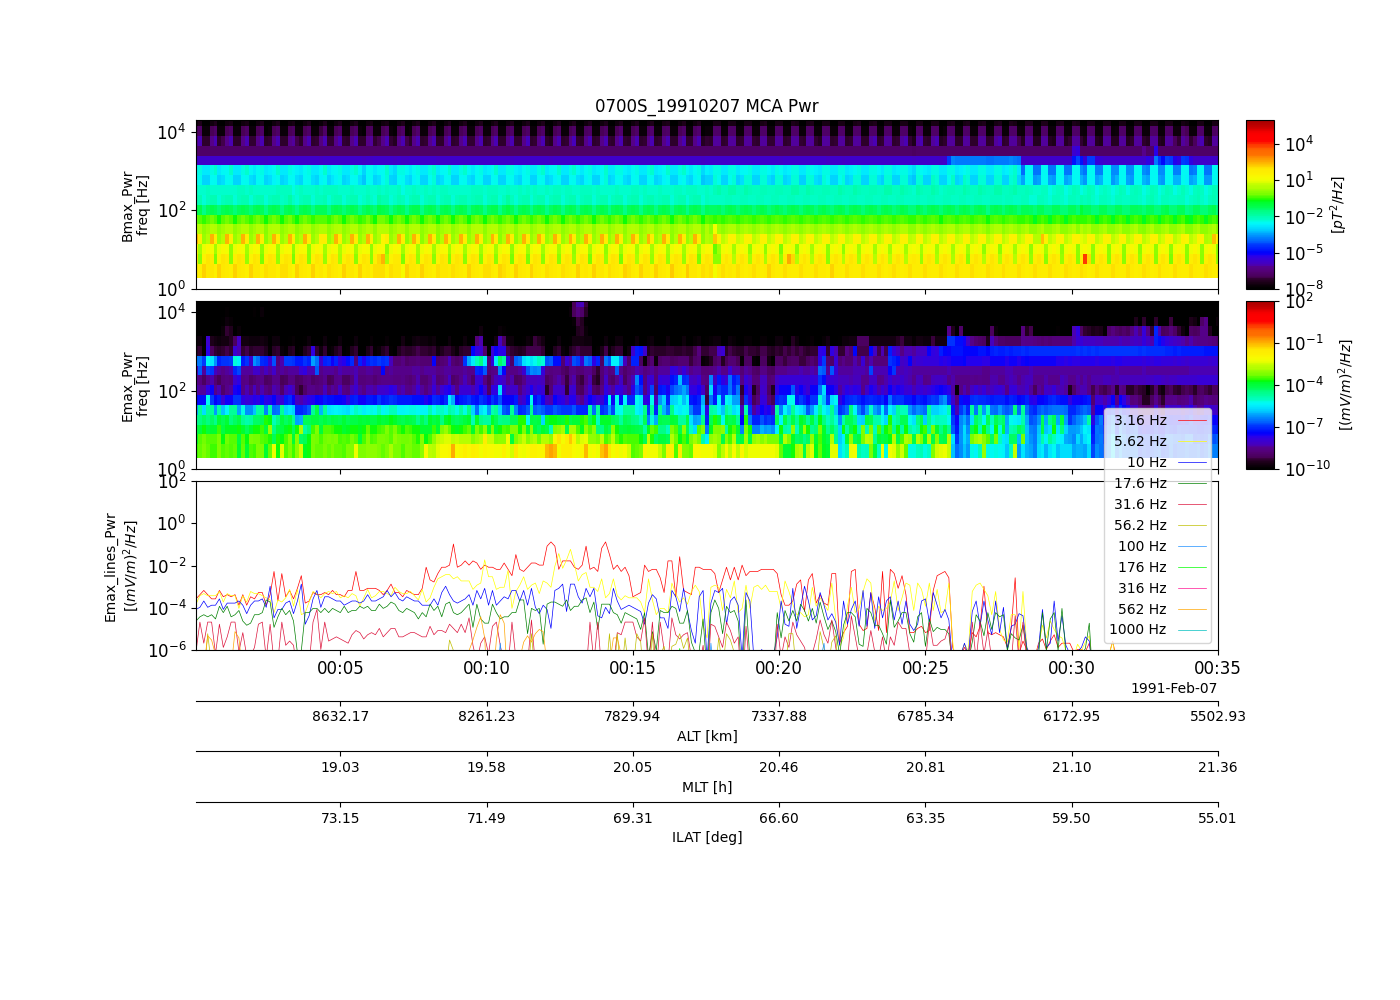 0700S_19910207 MCA Pwr
10^4
10^2
10^0
Bmax_Pwr
freq [Hz]
10^4
10^1
10^-2
10^-5
10^-8
[pT^2/Hz]
10^4
10^2
10^0
Emax_Pwr
freq [Hz]
10^2
10^-1
10^-4
10^-7
10^-10
[(mV/m)^2/Hz]
10^2
10^0
10^-2
10^-4
10^-6
Emax_lines_Pwr
[(mV/m)^2/Hz]
3.16 Hz
5.62 Hz
10 Hz
17.6 Hz
31.6 Hz
56.2 Hz
100 Hz
176 Hz
316 Hz
562 Hz
1000 Hz
00:05 00:10 00:15 00:20 00:25 00:30 00:35
1991-Feb-07
8632.17 8261.23 7829.94 7337.88 6785.34 6172.95 5502.93
ALT [km]
19.03 19.58 20.05 20.46 20.81 21.10 21.36
MLT [h]
73.15 71.49 69.31 66.60 63.35 59.50 55.01
ILAT [deg]